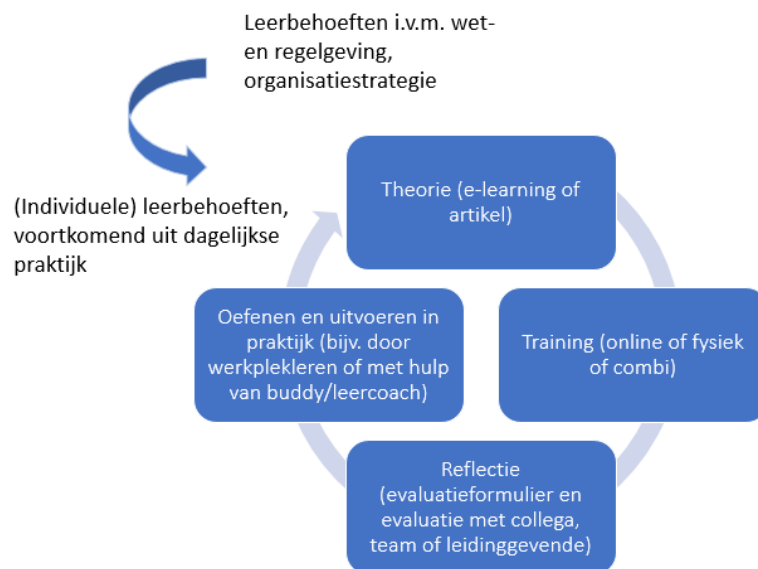 Leerbehoeften i.v.m. wet-
en regelgeving,
organisatiestrategie
(Individuele) leerbehoeften,
voortkomend uit dagelijkse
praktijk
Theorie (e-learning of
artikel)
Training (online of fysiek
of combi)
Reflectie
(evaluatieformulier en
evaluatie met collega,
team of leidinggevende)
Oefenen en uitvoeren in
praktijk (bijv. door
werkplekleren of met hulp
van buddy/leercoach)